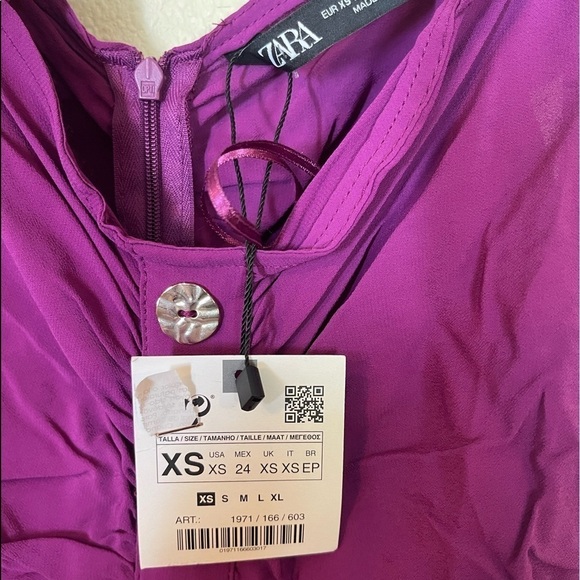 ZARA
EUR XS
MADE
TALLA / SIZE / TAMANHO / TAILLE / MAAT / ΜΕΓΕΘΟΣ
USA MEX UK IT BR
XS XS 24 XS XS EP
XS S M L XL
ART.: 1971 / 166 / 603
01971166603017